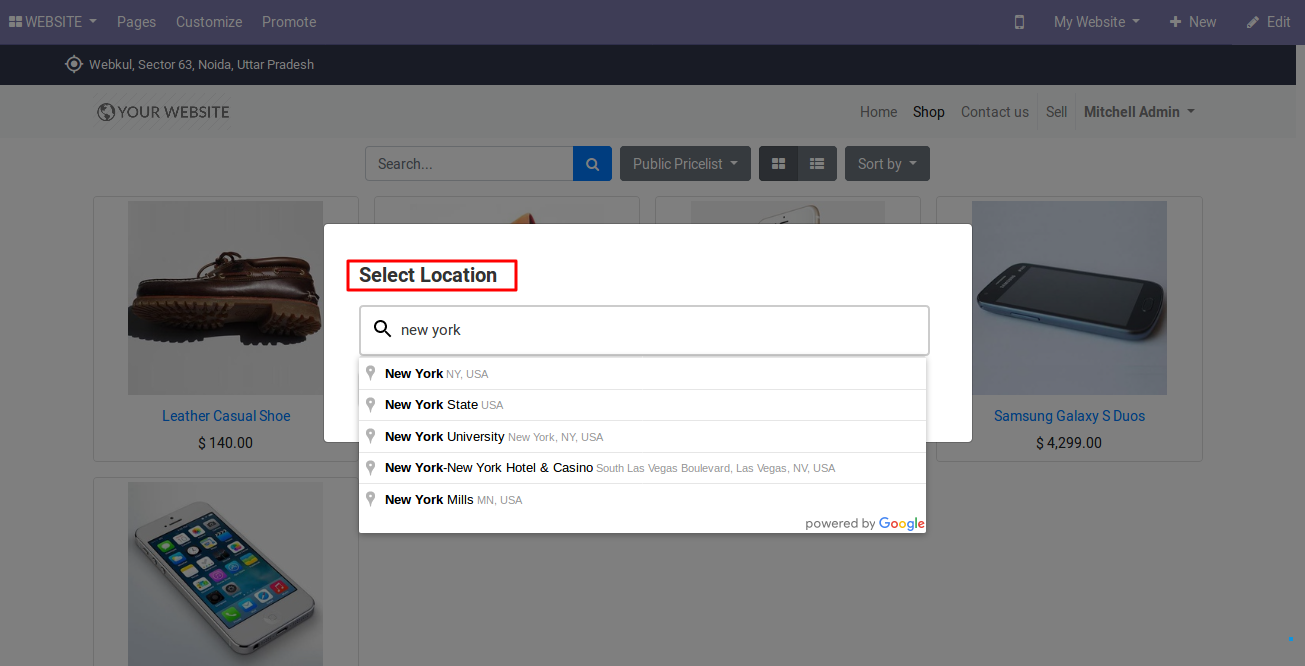 WEBSITE Pages Customize Promote My Website New Edit
Webkul, Sector 63, Noida, Uttar Pradesh
YOUR WEBSITE Home Shop Contact us Sell Mitchell Admin
Search... Public Pricelist Sort by
Select Location
new york
New York NY, USA
New York State USA
New York University New York, NY, USA
New York-New York Hotel & Casino South Las Vegas Boulevard, Las Vegas, NV, USA
New York Mills MN, USA
powered by Google
Leather Casual Shoe
$ 140.00
Samsung Galaxy S Duos
$ 4,299.00